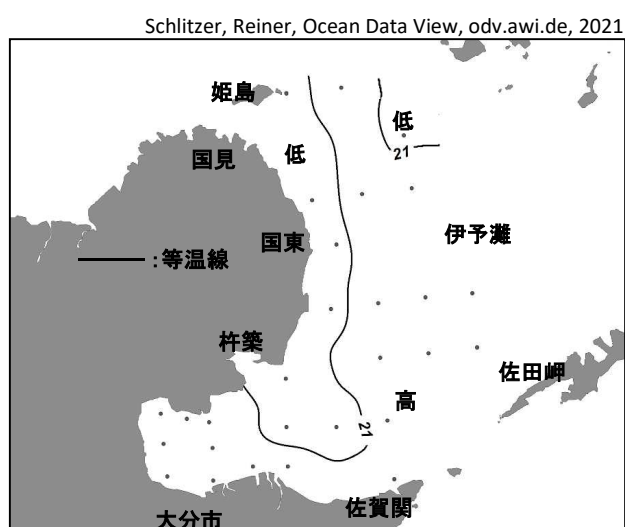 Schlitzer, Reiner, Ocean Data View, odv.awi.de, 2021
姫島
低
国見
低
21
国東
伊予灘
:等温線
杵築
佐田岬
高
21
佐賀関
大分市